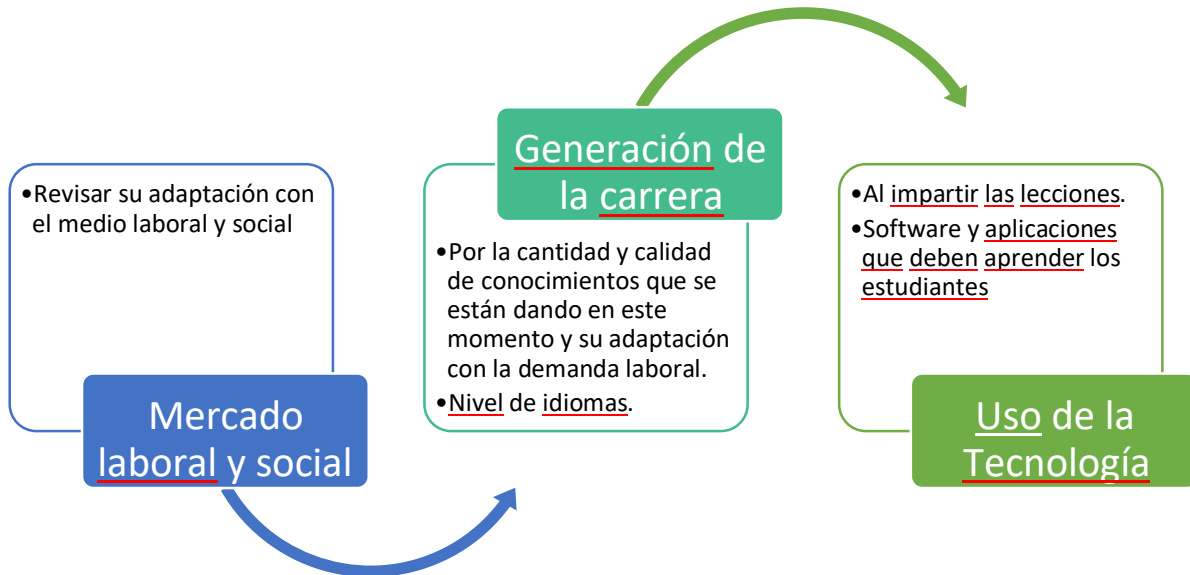 •Revisar su adaptación con
el medio laboral y social
Mercado
laboral y social
Generación de
la carrera
•Por la cantidad y calidad
de conocimientos que se
están dando en este
momento y su adaptación
con la demanda laboral.
•Nivel de idiomas.
•Al impartir las lecciones.
•Software y aplicaciones
que deben aprender los
estudiantes
Uso de la
Tecnología